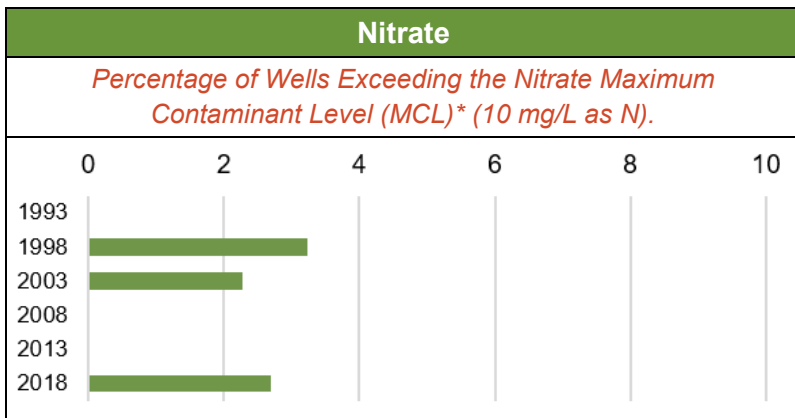 Nitrate
Percentage of Wells Exceeding the Nitrate Maximum
Contaminant Level (MCL)* (10 mg/L as N).
0 2 4 6 8 10
1993
1998
2003
2008
2013
2018